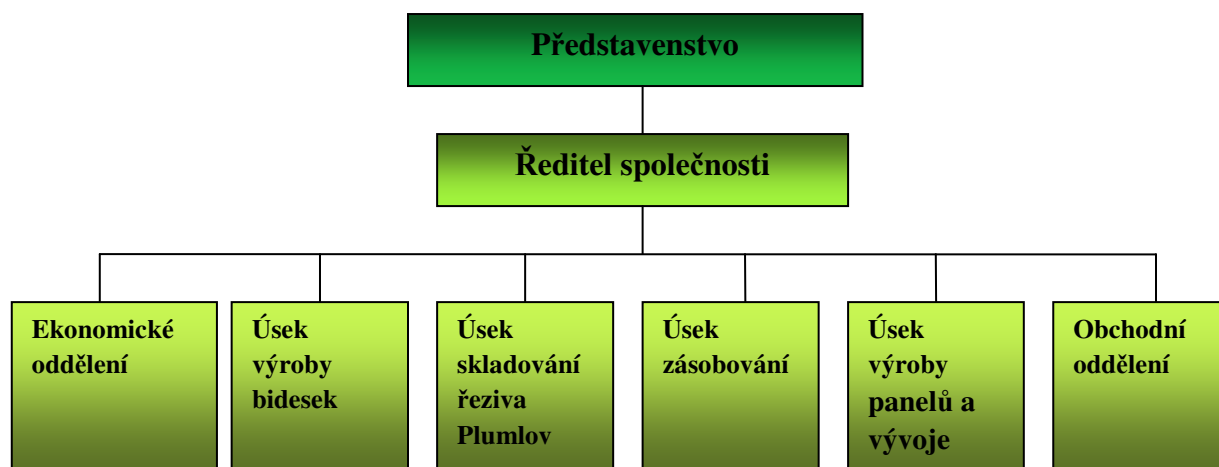 Představenstvo
Ředitel společnosti
Ekonomické
oddělení
Úsek
výroby
bidesek
Úsek
skladování
řeziva
Plumlov
Úsek
zásobování
Úsek
výroby
panelů a
vývoje
Obchodní
oddělení